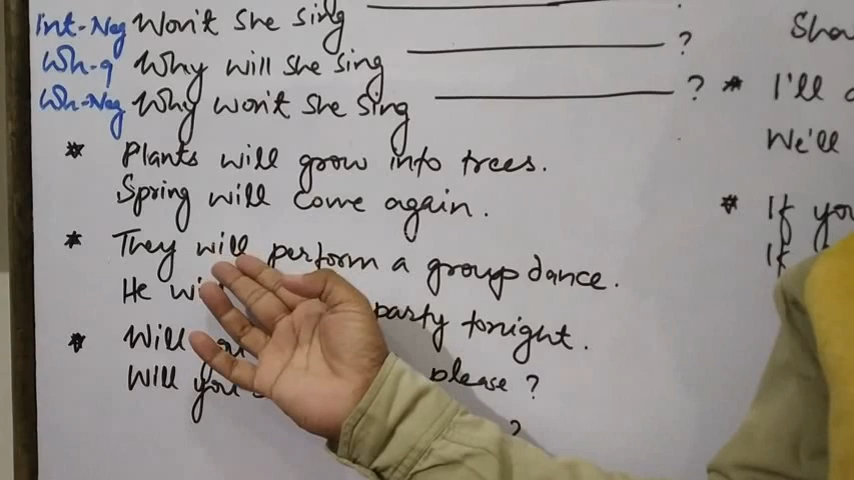 Int-Neg Won't She Sing
Wh-q Why will She Sing ?
Wh-Neg Why won't She Sing ?
* Plants will grow into trees.
Spring will come again.
* They will perform a group dance.
He party tonight.
* Will
Will you please ?
?
* I'll
We'll
* If you
If